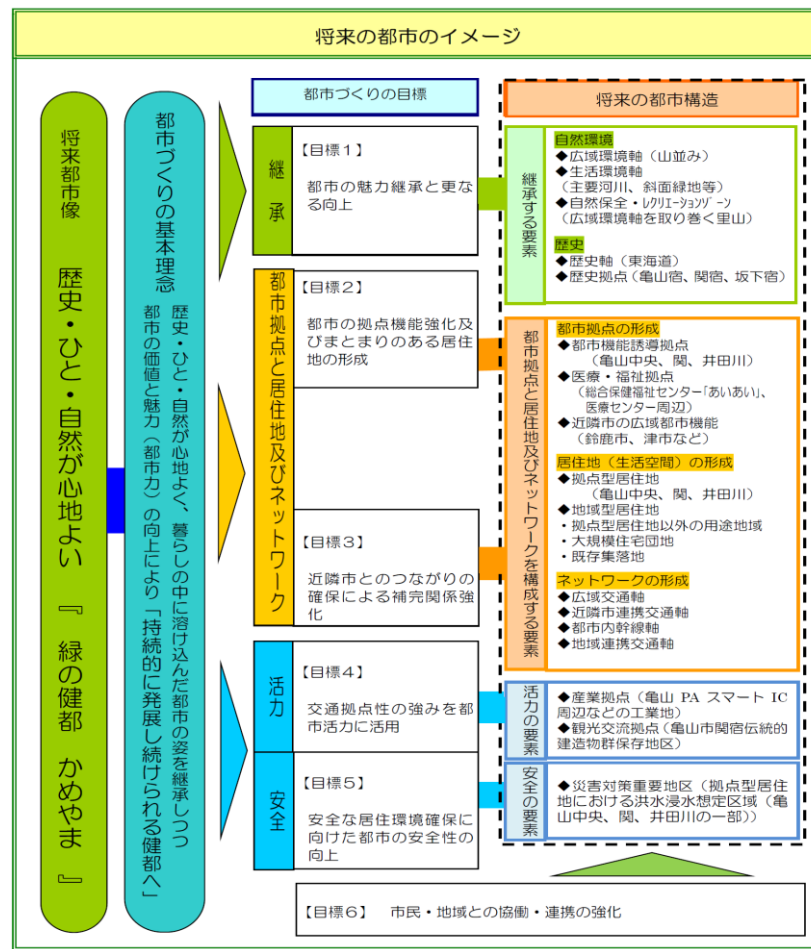 将来の都市のイメージ
将来都市像
歴史・ひと・自然が心地よい 『 緑の健都 かめやま 』
都市づくりの基本理念
歴史・ひと・自然が心地よく、暮らしの中に溶け込んだ都市の姿を継承しつつ
都市の価値と魅力（都市力）の向上により「持続的に発展し続けられる健都へ」
都市づくりの目標
継承
【目標１】
都市の魅力継承と更な
る向上
都市拠点と居住地及びネットワーク
【目標２】
都市の拠点機能強化及
びまとまりのある居住
地の形成
【目標３】
近隣市とのつながりの
確保による補完関係強
化
活力
【目標４】
交通拠点性の強みを都
市活力に活用
安全
【目標５】
安全な居住環境確保に
向けた都市の安全性の
向上
将来の都市構造
継承する要素
自然環境
◆広域環境軸（山並み）
◆生活環境軸
（主要河川、斜面緑地等）
◆自然保全・ﾚｸﾘｴｰｼｮﾝｿﾞｰﾝ
（広域環境軸を取り巻く里山）
歴史
◆歴史軸（東海道）
◆歴史拠点（亀山宿、関宿、坂下宿）
都市拠点と居住地及びネットワークを構成する要素
都市拠点の形成
◆都市機能誘導拠点
（亀山中央、関、井田川）
◆医療・福祉拠点
（総合保健福祉センター「あいあい」、
医療センター周辺）
◆近隣市の広域都市機能
（鈴鹿市、津市など）
居住地（生活空間）の形成
◆拠点型居住地
（亀山中央、関、井田川）
◆地域型居住地
・拠点型居住地以外の用途地域
・大規模住宅団地
・既存集落地
ネットワークの形成
◆広域交通軸
◆近隣市連携交通軸
◆都市内幹線軸
◆地域連携交通軸
活力の要素
◆産業拠点（亀山 PA スマート IC
周辺などの工業地）
◆観光交流拠点（亀山市関宿伝統的
建造物群保存地区）
安全の要素
◆災害対策重要地区（拠点型居住
地における洪水浸水想定区域（亀
山中央、関、井田川の一部））
【目標６】 市民・地域との協働・連携の強化